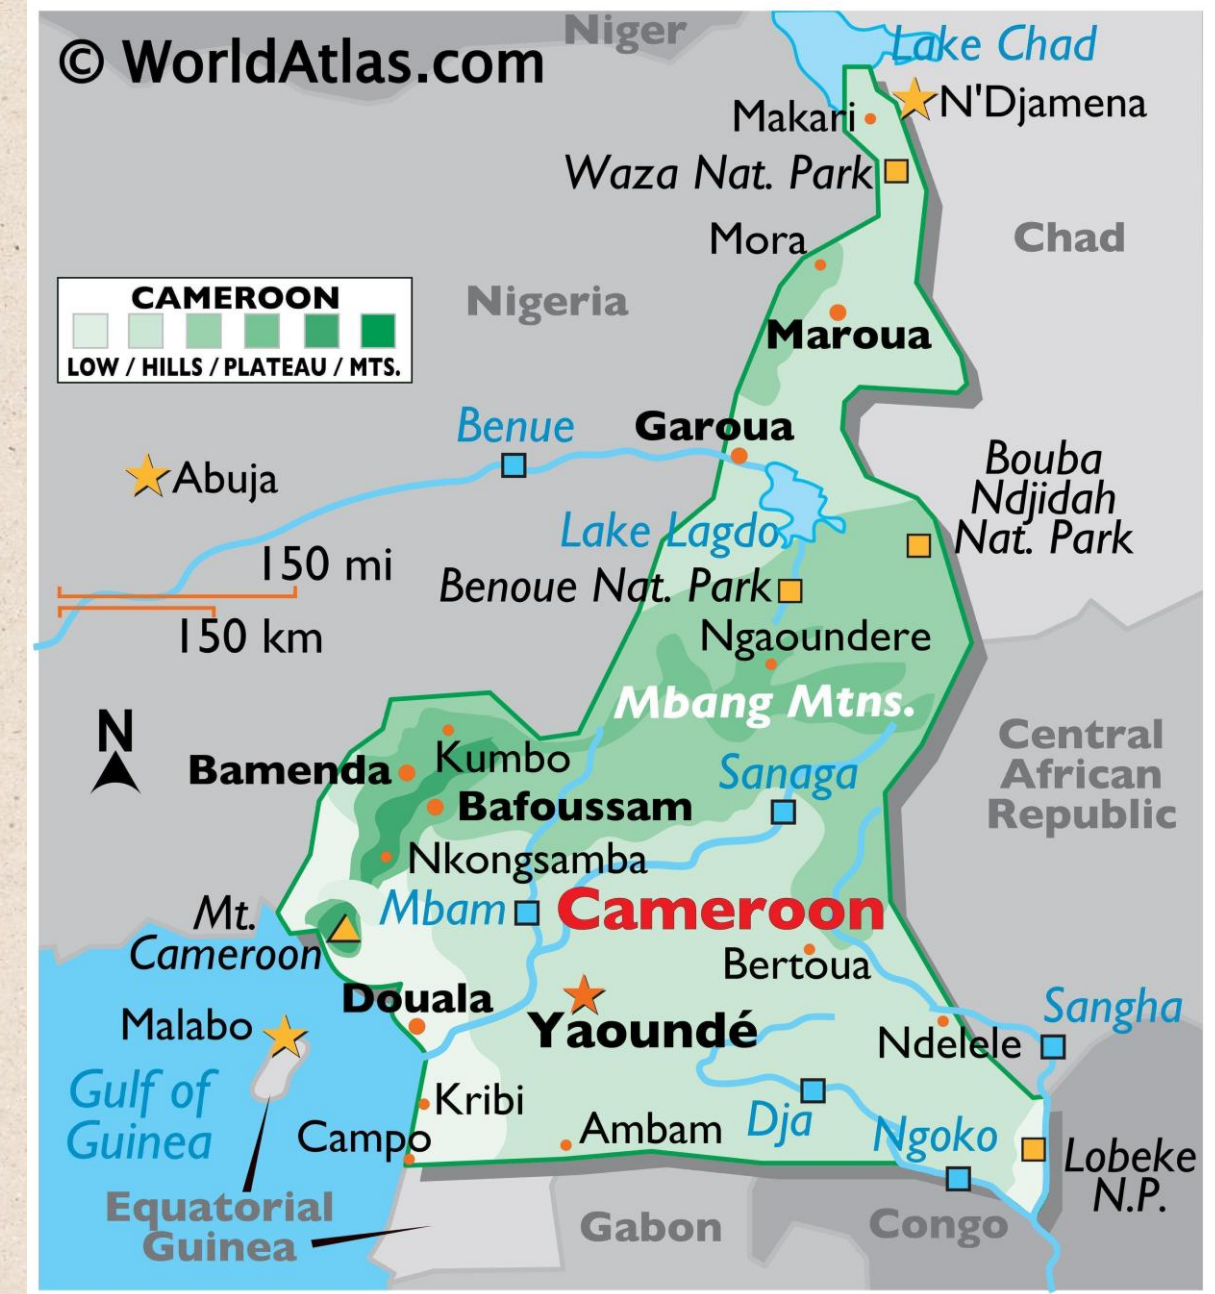 Niger
© WorldAtlas.com
Lake Chad
Makari
N'Djamena
Waza Nat. Park
Mora
Chad
CAMEROON
LOW / HILLS / PLATEAU / MTS.
Nigeria
Maroua
Benue
Garoua
Abuja
Bouba
Ndjidah
Nat. Park
Lake Lagdo
150 mi
Benoue Nat. Park
150 km
Ngaoundere
Mbang Mtns.
N
Kumbo
Bamenda
Sanaga
Central
African
Republic
Bafoussam
Nkongsamba
Mt.
Cameroon
Mbam
Cameroon
Bertoua
Douala
Malabo
Yaoundé
Sangha
Ndelele
Gulf of
Guinea
Kribi
Campo
Ambam
Dja
Ngoko
Lobeke
N.P.
Equatorial
Guinea
Gabon
Congo